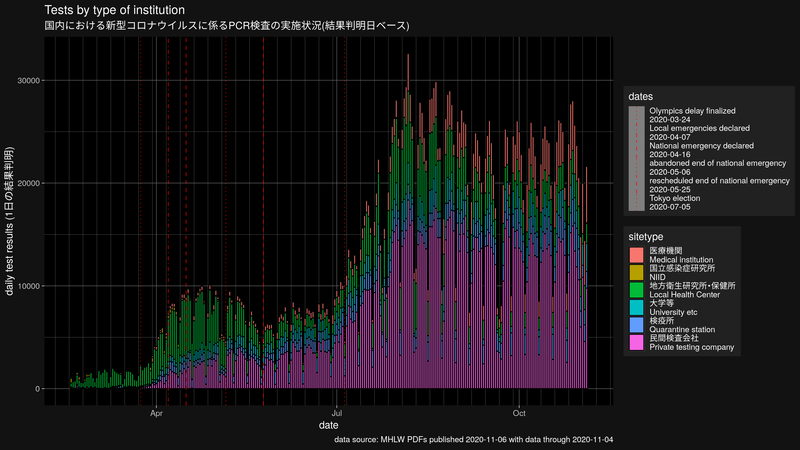 Tests by type of institution
国内における新型コロナウイルスに係るPCR検査の実施状況(結果判明日ベース)
daily test results (1日の結果判明)
30000
20000
10000
0
Apr
Jul
Oct
date
data source: MHLW PDFs published 2020-11-06 with data through 2020-11-04
dates
Olympics delay finalized
2020-03-24
Local emergencies declared
2020-04-07
National emergency declared
2020-04-16
abandoned end of national emergency
2020-05-06
rescheduled end of national emergency
2020-05-25
Tokyo election
2020-07-05
sitetype
医療機関
Medical institution
国立感染症研究所
NIID
地方衛生研究所・保健所
Local Health Center
大学等
University etc
検疫所
Quarantine station
民間検査会社
Private testing company